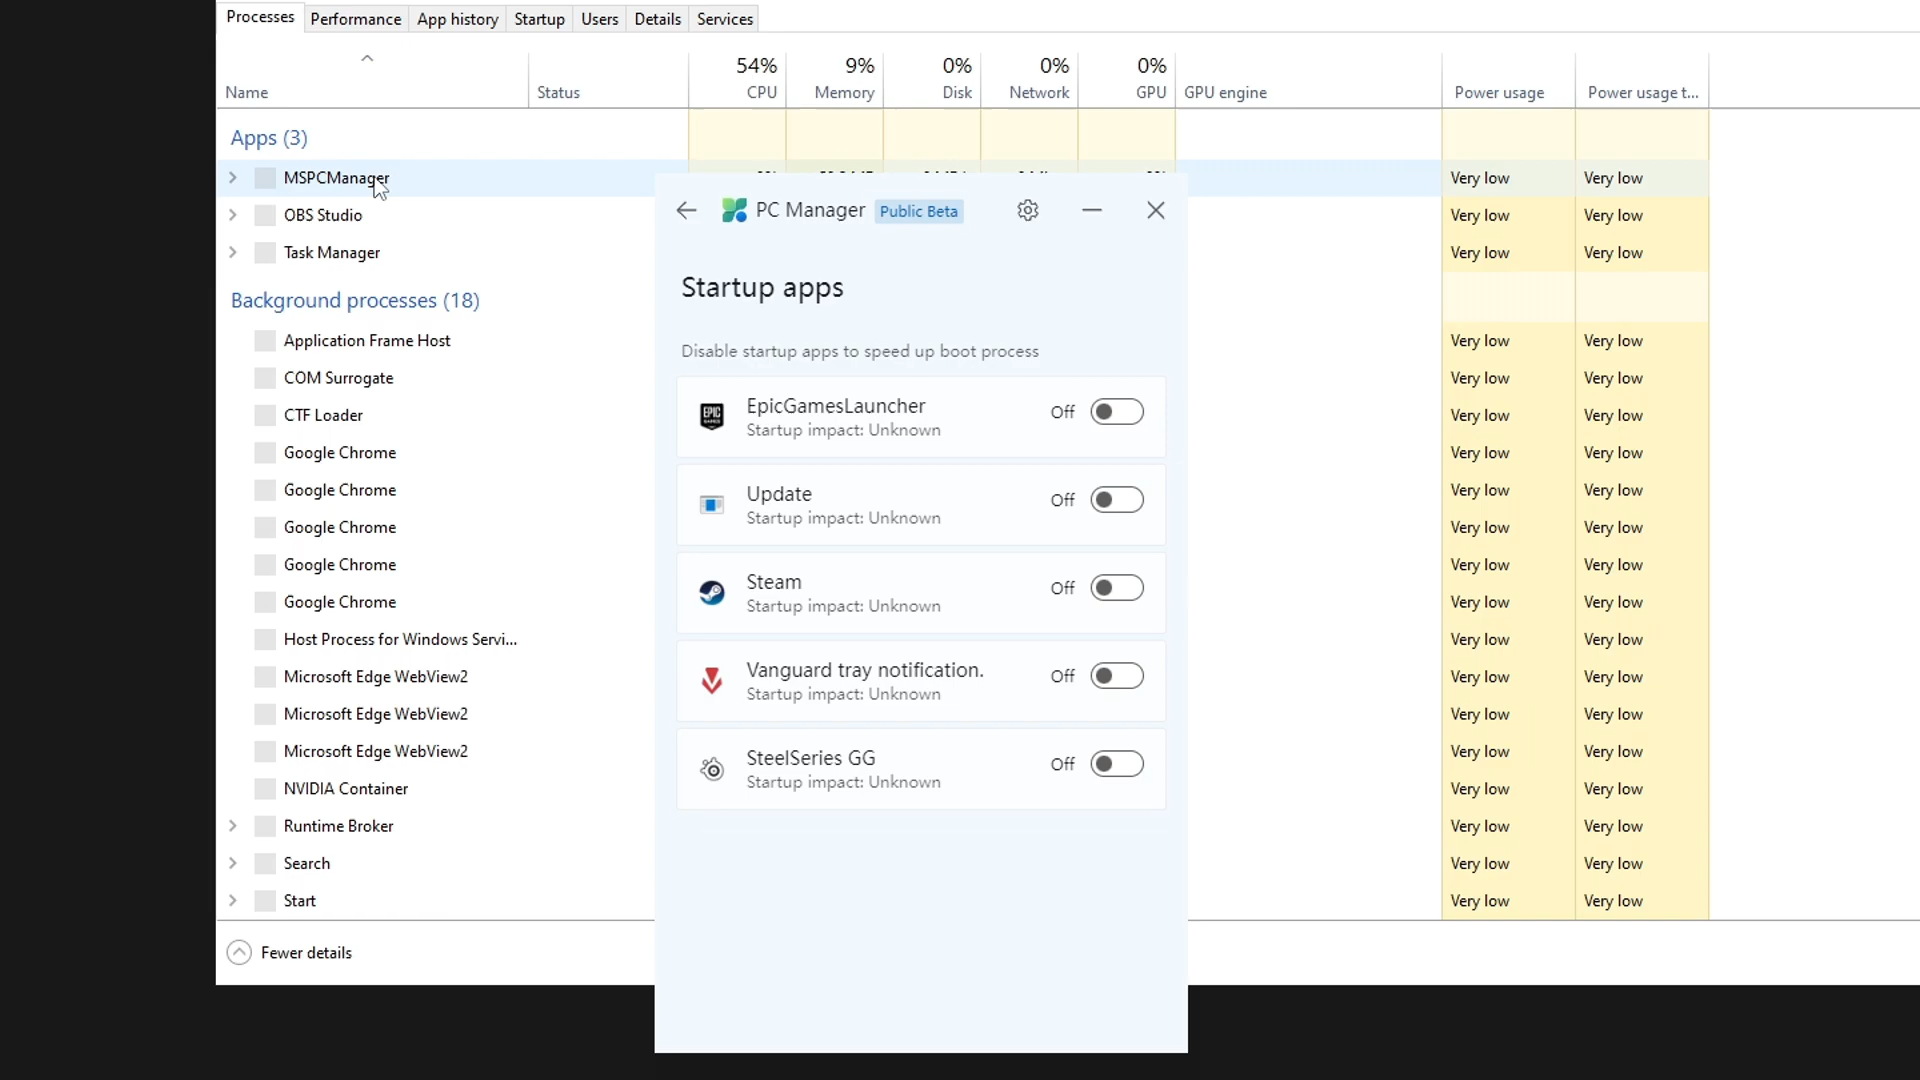 Processes Performance App history Startup Users Details Services
54% 9% 0% 0% 0%
Name Status CPU Memory Disk Network GPU GPU engine Power usage Power usage t...
Apps (3)
MSPCManager Very low Very low
OBS Studio Very low Very low
Task Manager Very low Very low
Background processes (18)
Application Frame Host Very low Very low
COM Surrogate Very low Very low
CTF Loader Very low Very low
Google Chrome Very low Very low
Google Chrome Very low Very low
Google Chrome Very low Very low
Google Chrome Very low Very low
Google Chrome Very low Very low
Host Process for Windows Servi... Very low Very low
Microsoft Edge WebView2 Very low Very low
Microsoft Edge WebView2 Very low Very low
Microsoft Edge WebView2 Very low Very low
NVIDIA Container Very low Very low
Runtime Broker Very low Very low
Search Very low Very low
Start Very low Very low
Fewer details
PC Manager Public Beta
Startup apps
Disable startup apps to speed up boot process
EPIC GAMES
EpicGamesLauncher Off
Startup impact: Unknown
Update Off
Startup impact: Unknown
Steam Off
Startup impact: Unknown
Vanguard tray notification. Off
Startup impact: Unknown
SteelSeries GG Off
Startup impact: Unknown